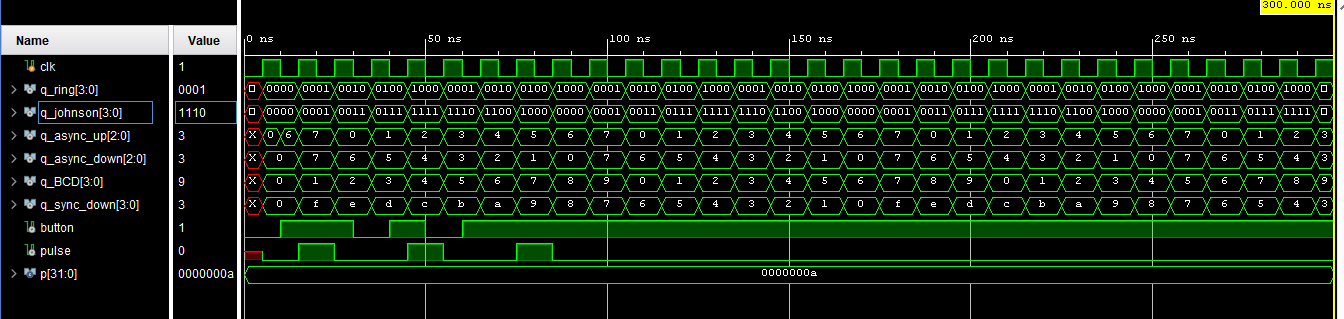 300.000 ns
Name Value 0 ns 50 ns 100 ns 150 ns 200 ns 250 ns
clk 1
q_ring[3:0] 0001 0000 0001 0010 0100 1000 0001 0010 0100 1000 0001 0010 0100 1000 0001 0010 0100 1000 0001 0010 0100 1000 0001 0010 0100 1000 0001 0010 0100 1000
q_johnson[3:0] 1110 0000 0001 0011 0111 1111 1110 1100 1000 0000 0001 0011 0111 1111 1110 1100 1000 0000 0001 0011 0111 1111 1110 1100 1000 0000 0001 0011 0111 1111
q_async_up[2:0] 3 X 0 6 7 0 1 2 3 4 5 6 7 0 1 2 3 4 5 6 7 0 1 2 3 4 5 6 7 0 1 2 3
q_async_down[2:0] 3 X 0 7 6 5 4 3 2 1 0 7 6 5 4 3 2 1 0 7 6 5 4 3 2 1 0 7 6 5 4 3
q_BCD[3:0] 9 X 0 1 2 3 4 5 6 7 8 9 0 1 2 3 4 5 6 7 8 9 0 1 2 3 4 5 6 7 8 9
q_sync_down[3:0] 3 X 0 f e d c b a 9 8 7 6 5 4 3 2 1 0 f e d c b a 9 8 7 6 5 4 3
button 1
pulse 0
p[31:0] 0000000a 0000000a